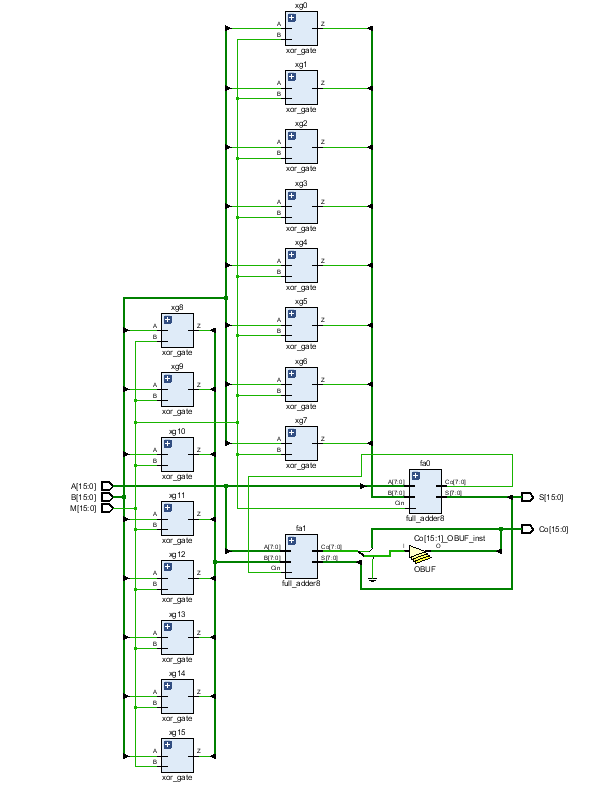 xg0
A
B
Z
xor_gate
xg1
A
B
Z
xor_gate
xg2
A
B
Z
xor_gate
xg3
A
B
Z
xor_gate
xg4
A
B
Z
xor_gate
xg5
A
B
Z
xor_gate
xg6
A
B
Z
xor_gate
xg7
A
B
Z
xor_gate
xg8
A
B
Z
xor_gate
xg9
A
B
Z
xor_gate
xg10
A
B
Z
xor_gate
xg11
A
B
Z
xor_gate
xg12
A
B
Z
xor_gate
xg13
A
B
Z
xor_gate
xg14
A
B
Z
xor_gate
xg15
A
B
Z
xor_gate
A[15:0]
B[15:0]
M[15:0]
fa0
A[7:0]
B[7:0]
Cin
Co[7:0]
S[7:0]
full_adder8
fa1
A[7:0]
B[7:0]
Cin
Co[7:0]
S[7:0]
full_adder8
Co[15:1]_OBUF_inst
I
O
OBUF
S[15:0]
Co[15:0]